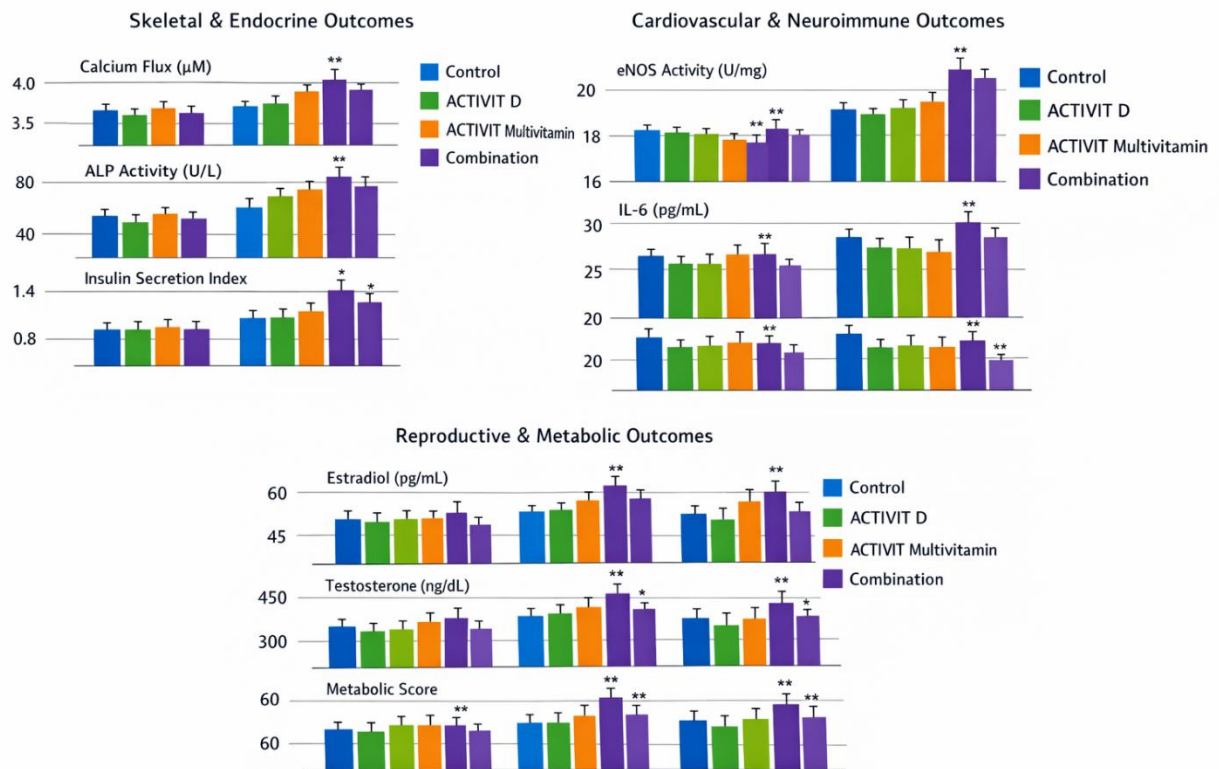 Skeletal & Endocrine Outcomes
Calcium Flux (μM)
**
4.0
3.5
Control
ACTIVIT D
ACTIVIT Multivitamin
Combination
ALP Activity (U/L)
**
80
40
Insulin Secretion Index
*
*
1.4
0.8
Cardiovascular & Neuroimmune Outcomes
eNOS Activity (U/mg)
**
20
** **
18
16
Control
ACTIVIT D
ACTIVIT Multivitamin
Combination
IL-6 (pg/mL)
**
**
30
25
20
**
**
**
20
Reproductive & Metabolic Outcomes
Estradiol (pg/mL)
**
**
60
45
Control
ACTIVIT D
ACTIVIT Multivitamin
Combination
Testosterone (ng/dL)
**
*
**
*
450
300
Metabolic Score
**
**
**
**
**
60
60